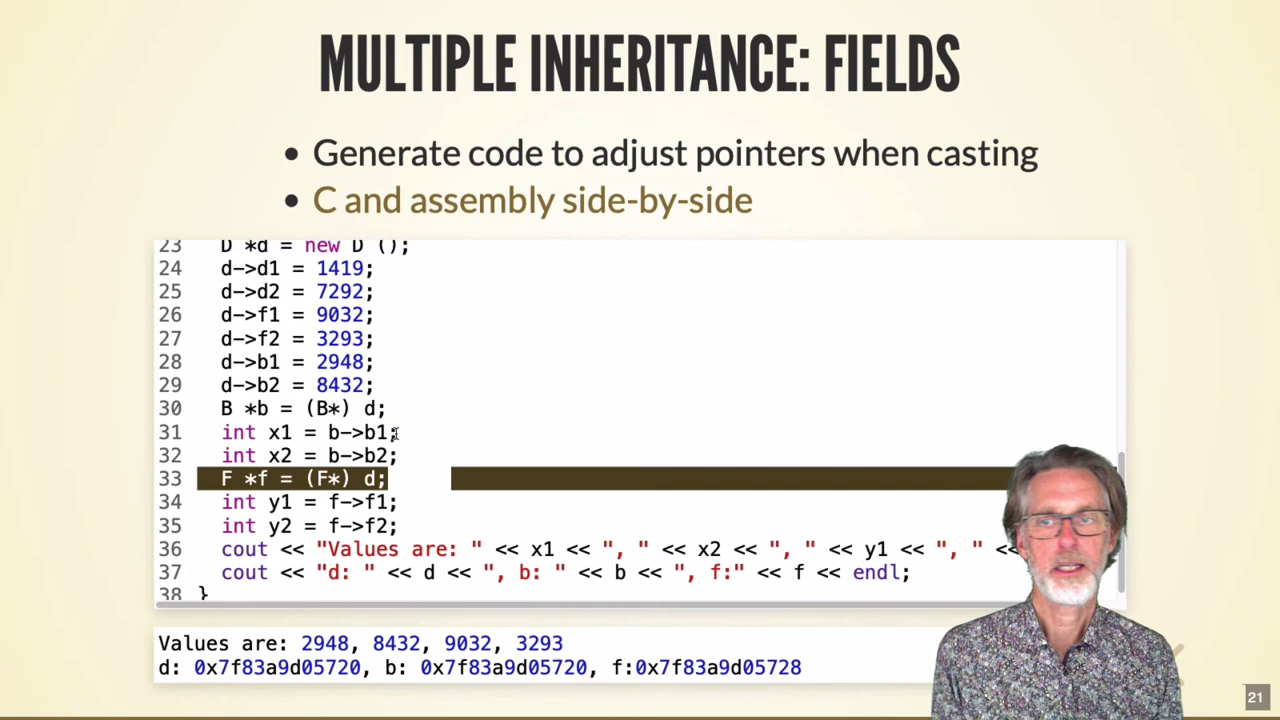 MULTIPLE INHERITANCE: FIELDS
• Generate code to adjust pointers when casting
• C and assembly side-by-side
23 D *d = new D ();
24 d->d1 = 1419;
25 d->d2 = 7292;
26 d->f1 = 9032;
27 d->f2 = 3293;
28 d->b1 = 2948;
29 d->b2 = 8432;
30 B *b = (B*) d;
31 int x1 = b->b1;
32 int x2 = b->b2;
33 F *f = (F*) d;
34 int y1 = f->f1;
35 int y2 = f->f2;
36 cout << "Values are: " << x1 << ", " << x2 << ", " << y1 << ", " <<
37 cout << "d: " << d << ", b: " << b << ", f:" << f << endl;
38 }
Values are: 2948, 8432, 9032, 3293
d: 0x7f83a9d05720, b: 0x7f83a9d05720, f:0x7f83a9d05728
21